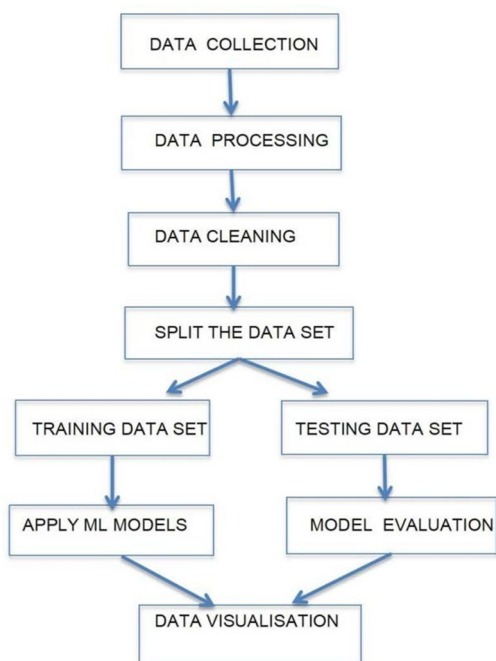 DATA COLLECTION
DATA PROCESSING
DATA CLEANING
SPLIT THE DATA SET
TRAINING DATA SET
TESTING DATA SET
APPLY ML MODELS
MODEL EVALUATION
DATA VISUALISATION